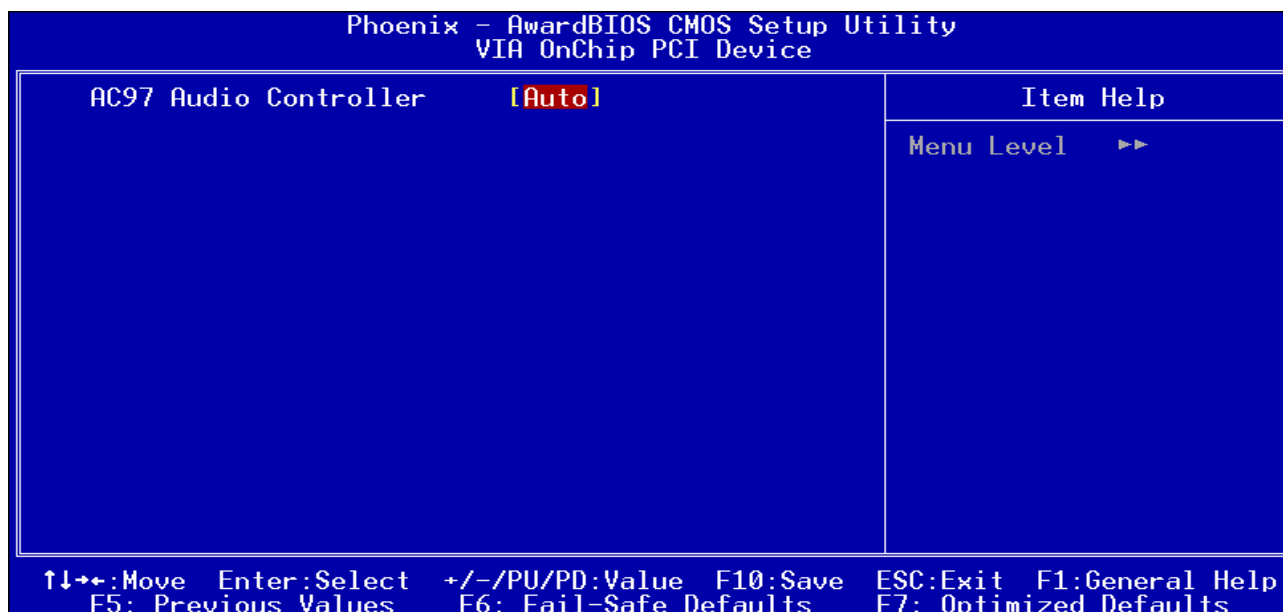 Phoenix - AwardBIOS CMOS Setup Utility
VIA OnChip PCI Device
AC97 Audio Controller [Auto]
Item Help
Menu Level ►►
↑↓→←:Move Enter:Select +/-/PU/PD:Value F10:Save ESC:Exit F1:General Help
F5: Previous Values F6: Fail-Safe Defaults F7: Optimized Defaults